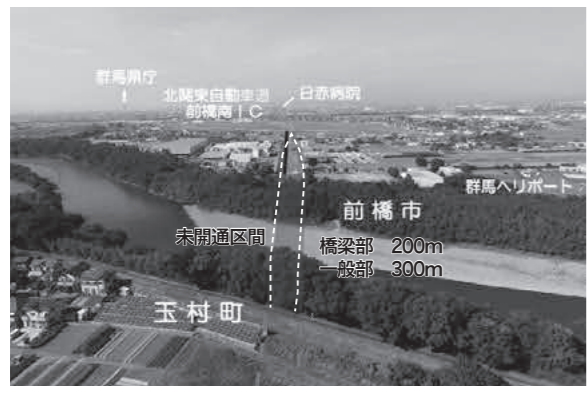 群馬県庁
日赤病院
北関東自動車道
前橋南IC
群馬ヘリポート
前橋市
未開通区間
橋梁部 200m
一般部 300m
玉村町